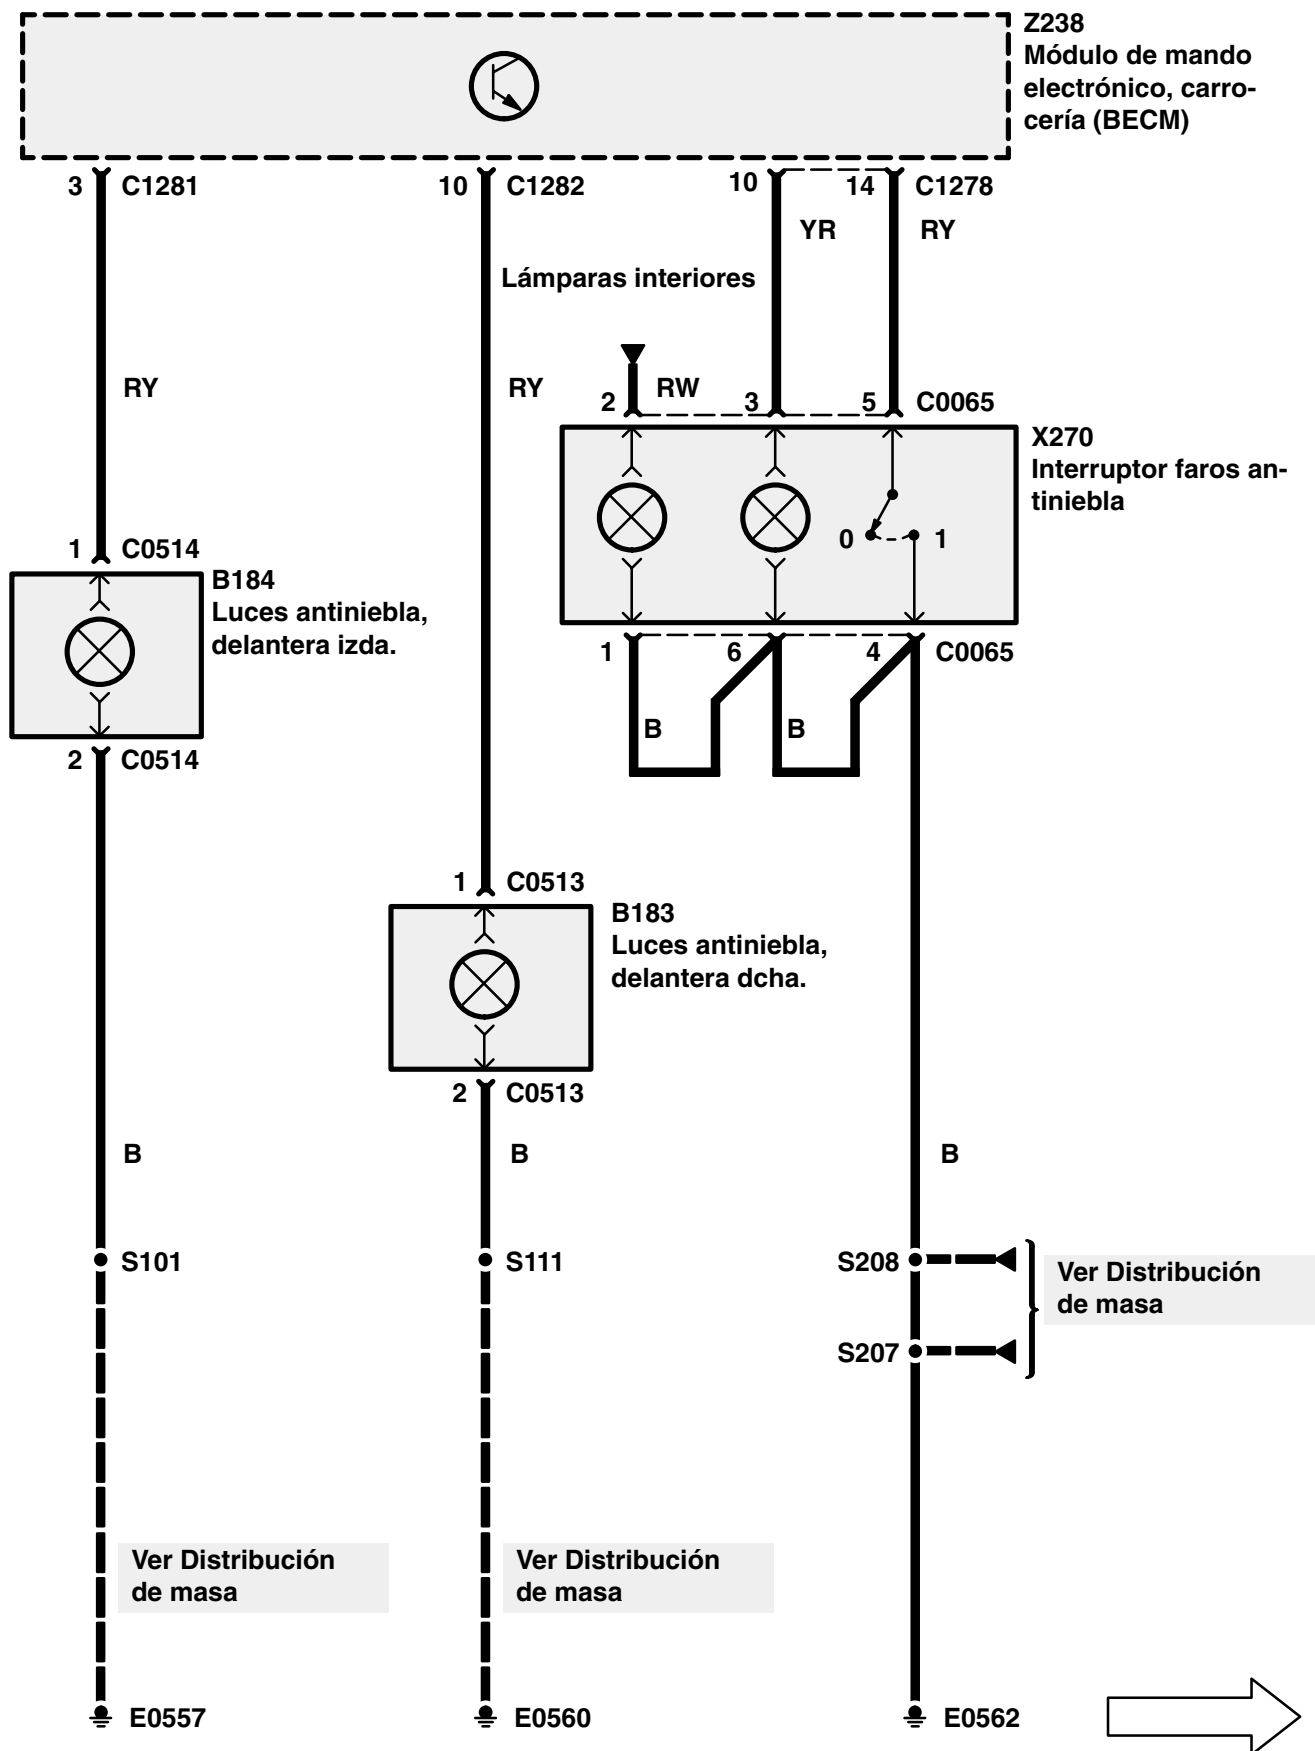 Z238
Módulo de mando
electrónico, carro-
cería (BECM)
3 C1281
10 C1282
10 14 C1278
YR RY
Lámparas interiores
RY
RY
RW
2 3 5 C0065
X270
Interruptor faros an-
tiniebla
0 1
1 C0514
B184
Luces antiniebla,
delantera izda.
2 C0514
1 6 4 C0065
B B
1 C0513
B183
Luces antiniebla,
delantera dcha.
2 C0513
B B B
S101
S111
S208
Ver Distribución
de masa
S207
Ver Distribución
de masa
Ver Distribución
de masa
E0557
E0560
E0562